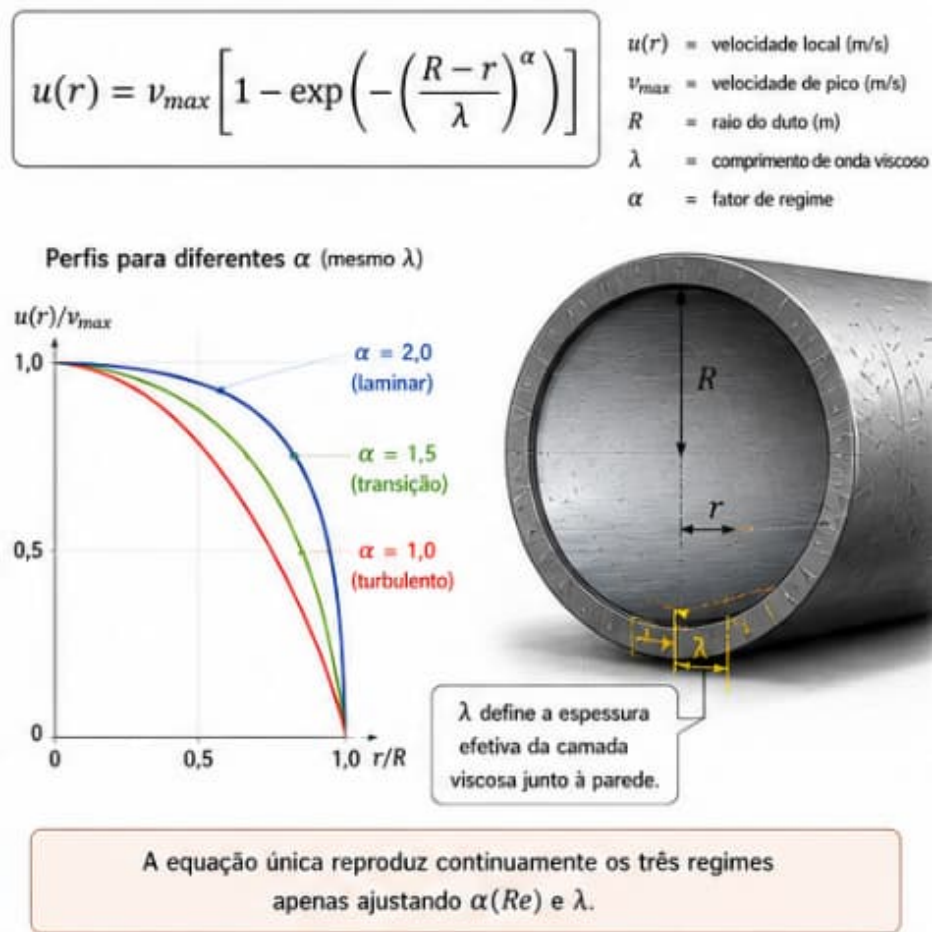 u(r) = v_max [1 − exp(−((R − r)/λ)^α)]
u(r) = velocidade local (m/s)
v_max = velocidade de pico (m/s)
R = raio do duto (m)
λ = comprimento de onda viscoso
α = fator de regime
Perfis para diferentes α (mesmo λ)
u(r)/v_max
1,0
0,5
0
0
0,5
1,0
r/R
α = 2,0
(laminar)
α = 1,5
(transição)
α = 1,0
(turbulento)
R
r
λ
λ define a espessura
efetiva da camada
viscosa junto à parede.
A equação única reproduz continuamente os três regimes
apenas ajustando α(Re) e λ.